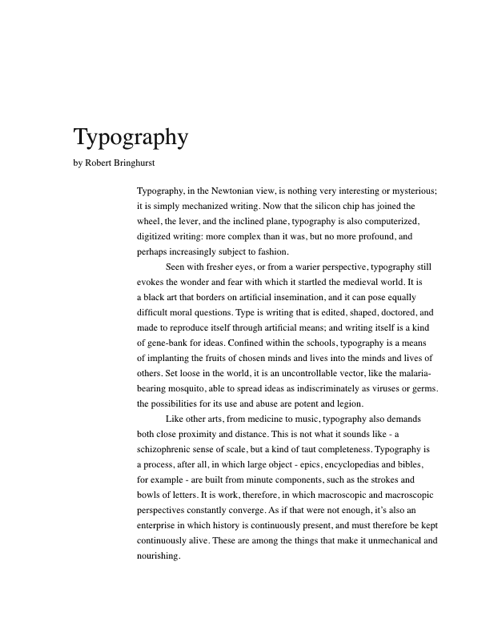 Typography
by Robert Bringhurst
Typography, in the Newtonian view, is nothing very interesting or mysterious;
it is simply mechanized writing. Now that the silicon chip has joined the
wheel, the lever, and the inclined plane, typography is also computerized,
digitized writing: more complex than it was, but no more profound, and
perhaps increasingly subject to fashion.
Seen with fresher eyes, or from a warier perspective, typography still
evokes the wonder and fear with which it startled the medieval world. It is
a black art that borders on artificial insemination, and it can pose equally
difficult moral questions. Type is writing that is edited, shaped, doctored, and
made to reproduce itself through artificial means; and writing itself is a kind
of gene-bank for ideas. Confined within the schools, typography is a means
of implanting the fruits of chosen minds and lives into the minds and lives of
others. Set loose in the world, it is an uncontrollable vector, like the malaria-
bearing mosquito, able to spread ideas as indiscriminately as viruses or germs.
the possibilities for its use and abuse are potent and legion.
Like other arts, from medicine to music, typography also demands
both close proximity and distance. This is not what it sounds like - a
schizophrenic sense of scale, but a kind of taut completeness. Typography is
a process, after all, in which large object - epics, encyclopedias and bibles,
for example - are built from minute components, such as the strokes and
bowls of letters. It is work, therefore, in which macroscopic and macroscopic
perspectives constantly converge. As if that were not enough, it's also an
enterprise in which history is continuously present, and must therefore be kept
continuously alive. These are among the things that make it unmechanical and
nourishing.